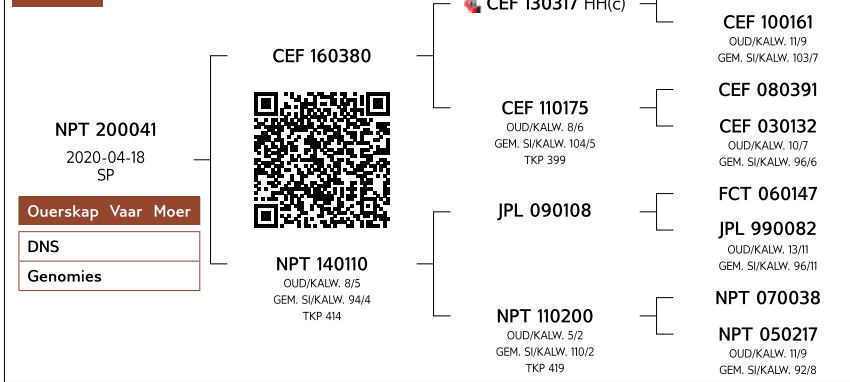 CEF 130317 HH(c)
CEF 100161
OUD/KALW. 11/9
GEM. SI/KALW. 103/7
CEF 160380
CEF 080391
CEF 110175
OUD/KALW. 8/6
GEM. SI/KALW. 104/5
TKP 399
CEF 030132
OUD/KALW. 10/7
GEM. SI/KALW. 96/6
NPT 200041
2020-04-18
SP
Ouerskap Vaar Moer
DNS
Genomies
FCT 060147
JPL 090108
JPL 990082
OUD/KALW. 13/11
GEM. SI/KALW. 96/11
NPT 140110
OUD/KALW. 8/5
GEM. SI/KALW. 94/4
TKP 414
NPT 070038
NPT 110200
OUD/KALW. 5/2
GEM. SI/KALW. 110/2
TKP 419
NPT 050217
OUD/KALW. 11/9
GEM. SI/KALW. 92/8